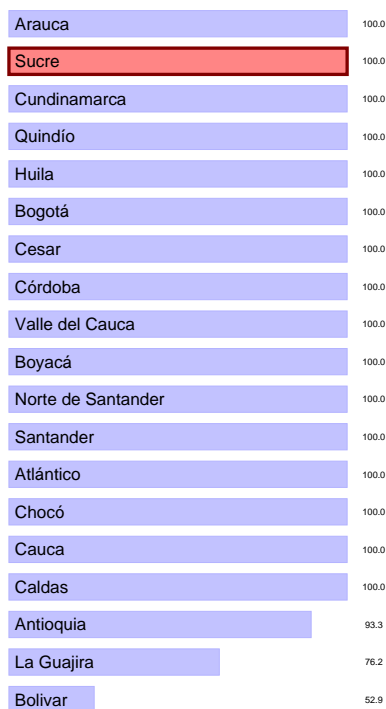 Arauca 100.0
Sucre 100.0
Cundinamarca 100.0
Quindío 100.0
Huila 100.0
Bogotá 100.0
Cesar 100.0
Córdoba 100.0
Valle del Cauca 100.0
Boyacá 100.0
Norte de Santander 100.0
Santander 100.0
Atlántico 100.0
Chocó 100.0
Cauca 100.0
Caldas 100.0
Antioquia 93.3
La Guajira 76.2
Bolivar 52.9